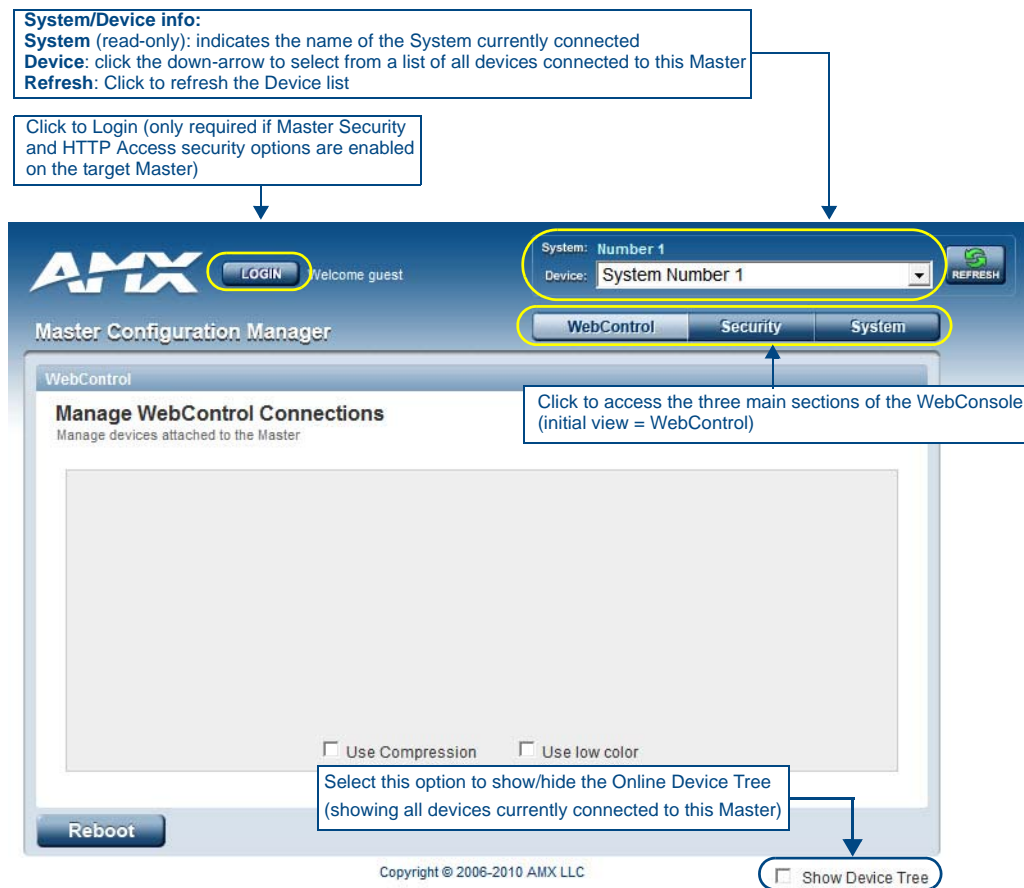 System/Device info:
System (read-only): indicates the name of the System currently connected
Device: click the down-arrow to select from a list of all devices connected to this Master
Refresh: Click to refresh the Device list
Click to Login (only required if Master Security
and HTTP Access security options are enabled
on the target Master)
AMX
LOGIN
Welcome guest
System: Number 1
Device: System Number 1
REFRESH
Master Configuration Manager
WebControl
Security
System
WebControl
Manage WebControl Connections
Manage devices attached to the Master
Click to access the three main sections of the WebConsole
(initial view = WebControl)
Use Compression
Use low color
Select this option to show/hide the Online Device Tree
(showing all devices currently connected to this Master)
Reboot
Copyright © 2006-2010 AMX LLC
Show Device Tree